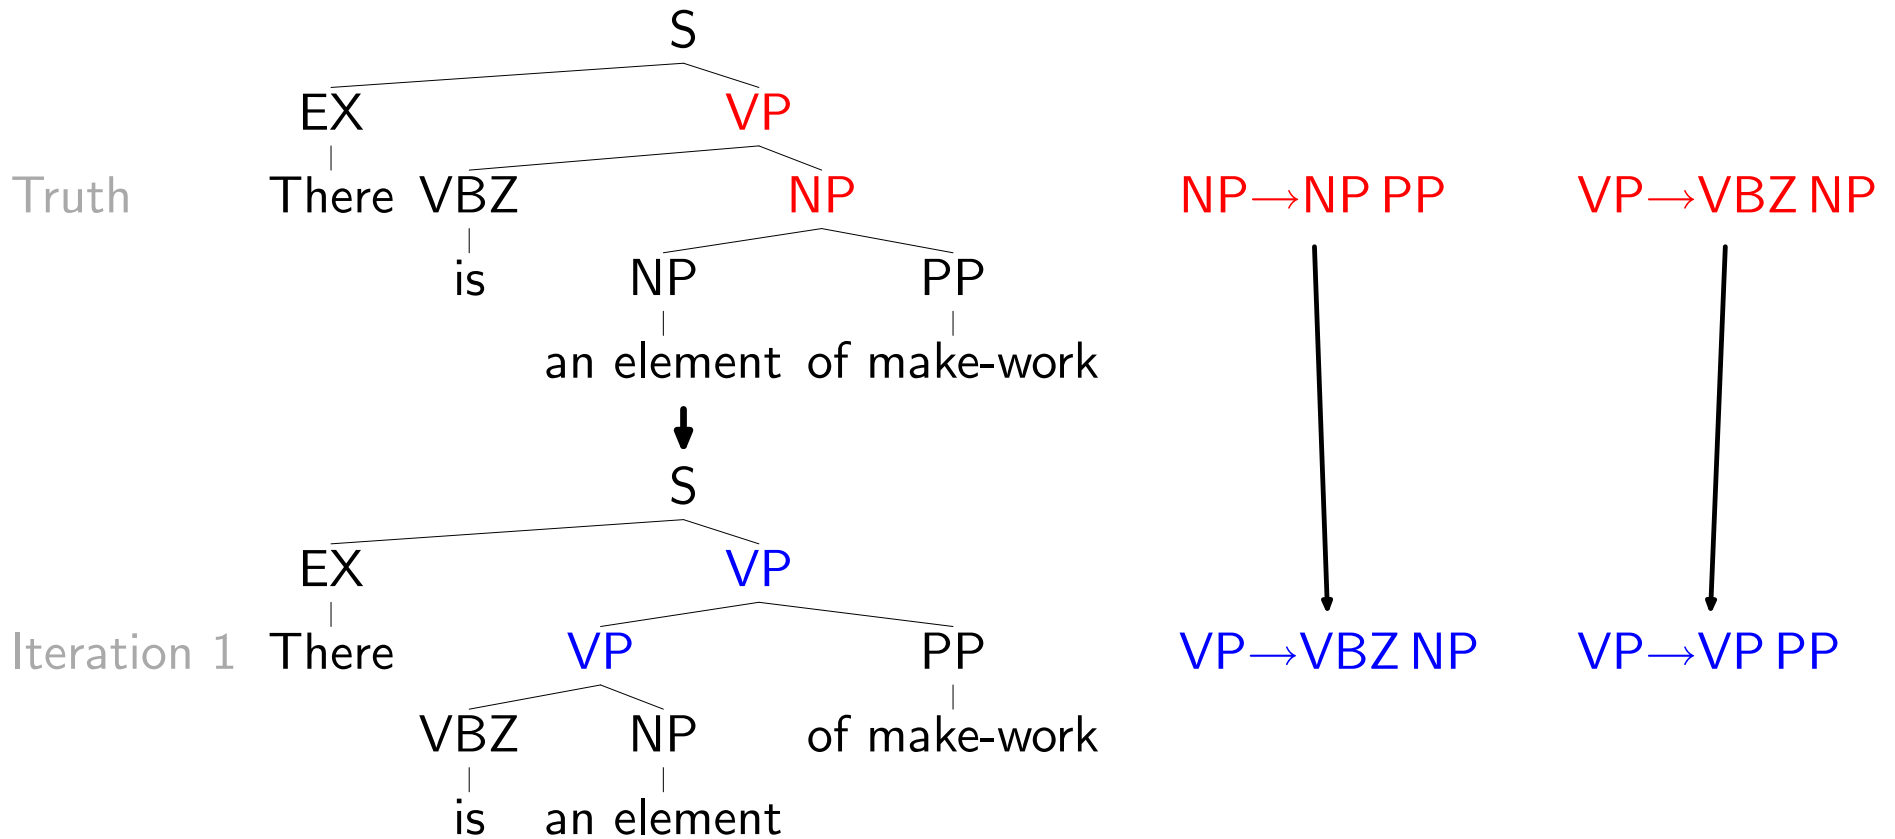 S
EX VP
Truth There VBZ NP NP→NP PP VP→VBZ NP
is NP PP
an element of make-work
S
EX VP
Iteration 1 There VP PP VP→VBZ NP VP→VP PP
VBZ NP of make-work
is an element